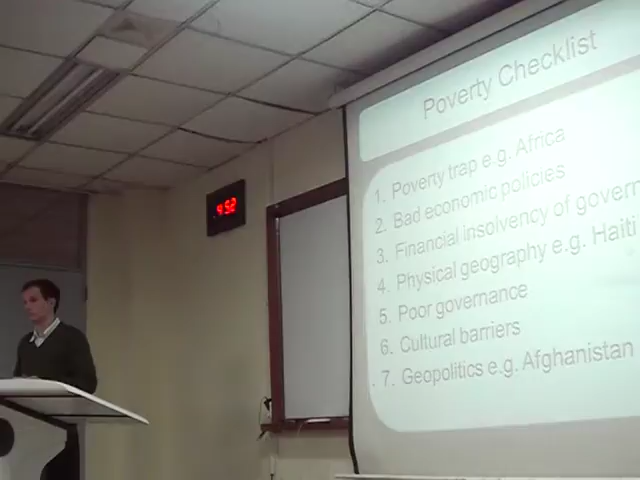 Poverty Checklist
1. Poverty trap e.g. Africa
2. Bad economic policies
3. Financial insolvency of govern
4. Physical geography e.g. Haiti
5. Poor governance
6. Cultural barriers
7. Geopolitics e.g. Afghanistan
4:52